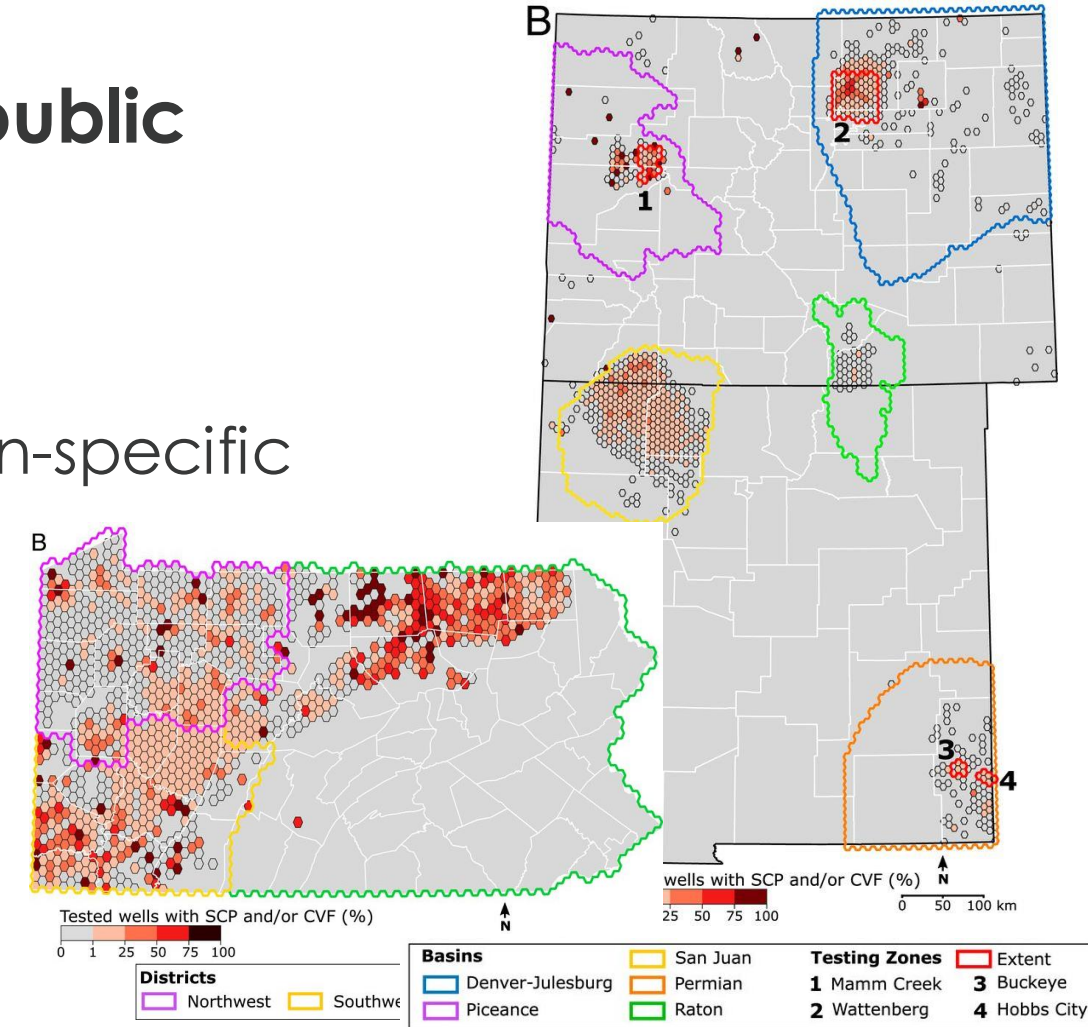 public
n-specific
B
1
2
3
4
N
wells with SCP and/or CVF (%)
25 50 75 100
0 50 100 km
B
N
Tested wells with SCP and/or CVF (%)
0 1 25 50 75 100
Districts
Northwest Southwe
Basins
Denver-Julesburg
Piceance
San Juan
Permian
Raton
Testing Zones
1 Mamm Creek
2 Wattenberg
Extent
3 Buckeye
4 Hobbs City